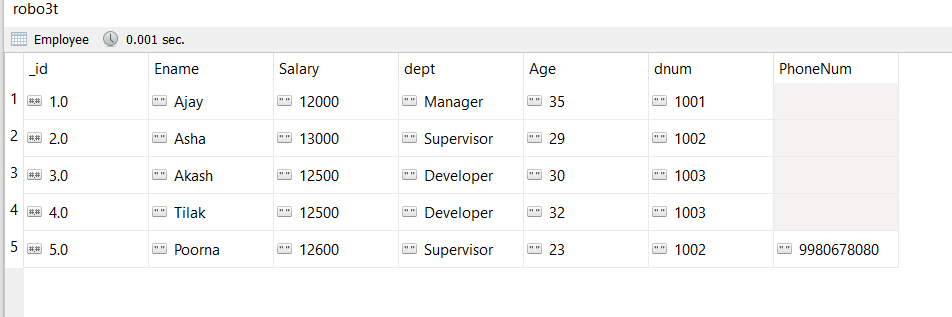 robo3t
Employee 0.001 sec.
_id Ename Salary dept Age dnum PhoneNum
1 #.# 1.0 " " Ajay " " 12000 " " Manager " " 35 " " 1001
2 #.# 2.0 " " Asha " " 13000 " " Supervisor " " 29 " " 1002
3 #.# 3.0 " " Akash " " 12500 " " Developer " " 30 " " 1003
4 #.# 4.0 " " Tilak " " 12500 " " Developer " " 32 " " 1003
5 #.# 5.0 " " Poorna " " 12600 " " Supervisor " " 23 " " 1002 " " 9980678080